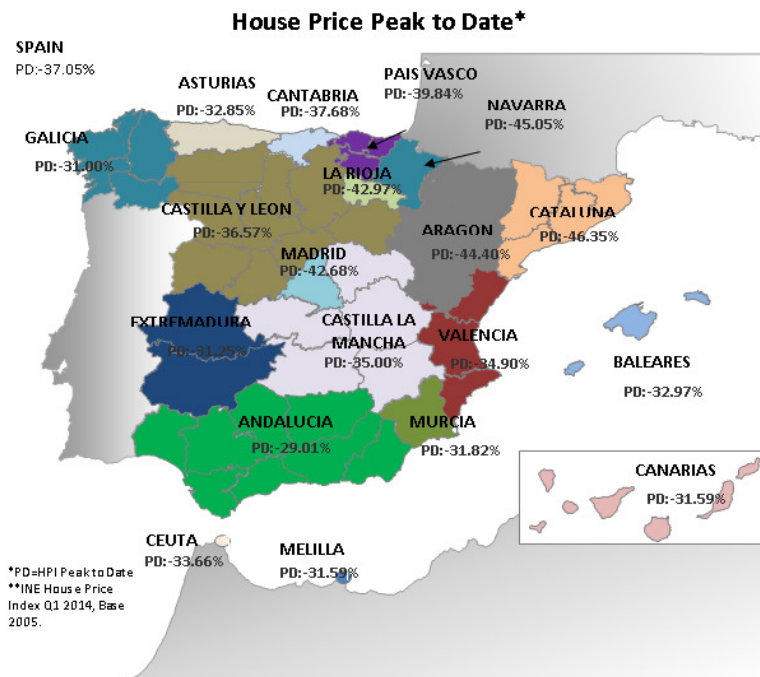 House Price Peak to Date*
SPAIN
PD:-37.05%
ASTURIAS
PD:-32.85%
CANTABRIA
PD:-37.68%
PAIS VASCO
PD:-39.84%
NAVARRA
PD:-45.05%
GALICIA
PD:-31.00%
LA RIOJA
PD:-42.97%
CASTILLA Y LEON
PD:-36.57%
ARAGON
PD:-44.40%
CATALUNA
PD:-46.35%
MADRID
PD:-42.68%
EXTREMADURA
PD:-31.25%
CASTILLA LA
MANCHA
PD:-35.00%
VALENCIA
PD:-34.90%
BALEARES
PD:-32.97%
ANDALUCIA
PD:-29.01%
MURCIA
PD:-31.82%
CANARIAS
PD:-31.59%
CEUTA
PD:-33.66%
MELILLA
PD:-31.59%
*PD=HPI Peak to Date
**INE House Price
Index Q1 2014, Base
2005.